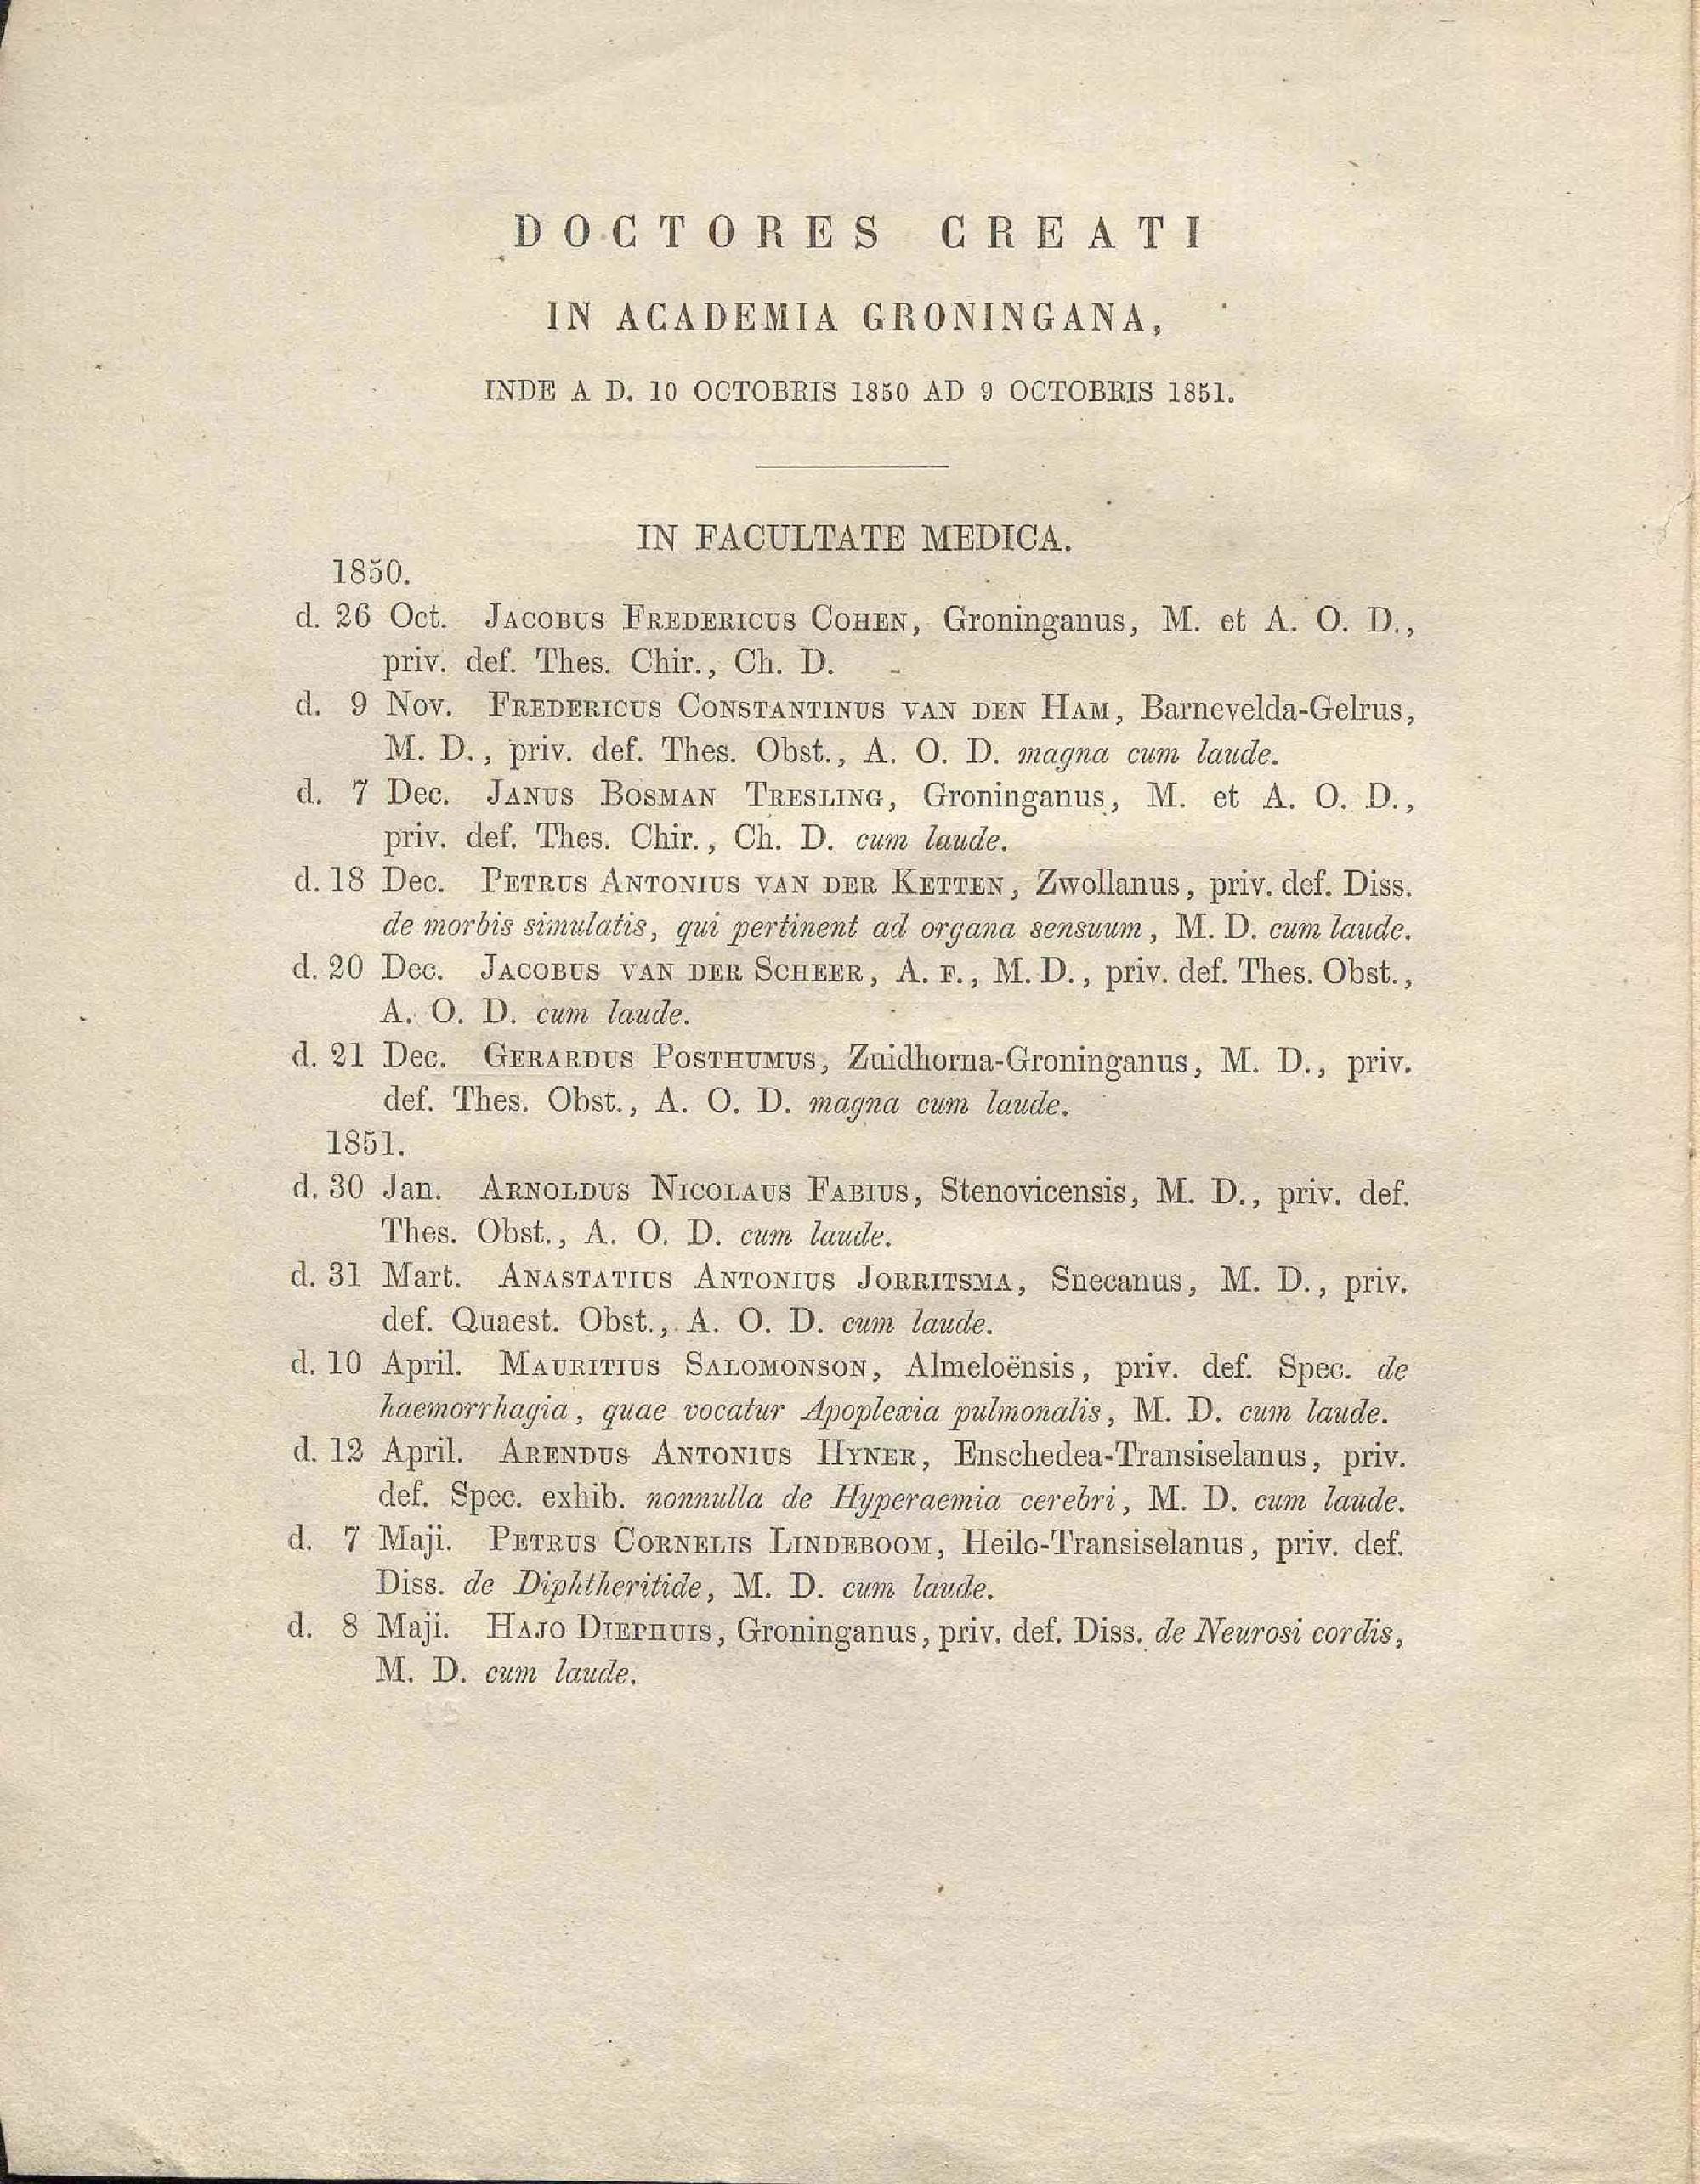 DOCTORES CREATI
IN ACADEMIA GRONINGANA,
INDE A D. 10 OCTOBRIS 1850 AD 9 OCTOBRIS 1851.
IN FACULTATE MEDICA.
1850.
d. 26 Oct. JACOBUS FREDERICUS COHEN, Groninganus, M. et A. O. D.,
priv. def. Thes. Chir., Ch. D.
d. 9 Nov. FREDERICUS CONSTANTINUS VAN DEN HAM, Barnevelda-Gelrus,
M. D., priv. def. Thes. Obst., A. O. D. magna cum laude.
d. 7 Dec. JANUS BOSMAN TRESLING, Groninganus, M. et A. O. D.,
priv. def. Thes. Chir., Ch. D. cum laude.
d. 18 Dec. PETRUS ANTONIUS VAN DER KETTEN, Zwollanus, priv. def. Diss.
de morbis simulatis, qui pertinent ad organa sensuum, M. D. cum laude.
d. 20 Dec. JACOBUS VAN DER SCHEER, A. F., M. D., priv. def. Thes. Obst.,
A. O. D. cum laude.
d. 21 Dec. GERARDUS POSTHUMUS, Zuidhorna-Groninganus, M. D., priv.
def. Thes. Obst., A. O. D. magna cum laude.
1851.
d. 30 Jan. ARNOLDUS NICOLAUS FABIUS, Stenovicensis, M. D., priv. def.
Thes. Obst., A. O. D. cum laude.
d. 31 Mart. ANASTATIUS ANTONIUS JORRITSMA, Snecanus, M. D., priv.
def. Quaest. Obst., A. O. D. cum laude.
d. 10 April. MAURITIUS SALOMONSON, Almeloënsis, priv. def. Spec. de
haemorrhagia, quae vocatur Apoplexia pulmonalis, M. D. cum laude.
d. 12 April. ARENDUS ANTONIUS HYNER, Enschedea-Transiselanus, priv.
def. Spec. exhib. nonnulla de Hyperaemia cerebri, M. D. cum laude.
d. 7 Maji. PETRUS CORNELIS LINDEBOOM, Heilo-Transiselanus, priv. def.
Diss. de Diphtheritide, M. D. cum laude.
d. 8 Maji. HAJO DIEPHUIS, Groninganus, priv. def. Diss. de Neurosi cordis,
M. D. cum laude.